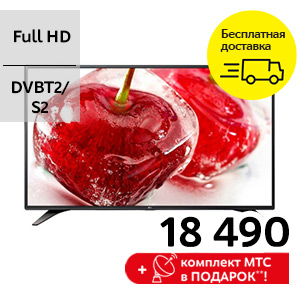 Full HD
DVBT2/
S2
Бесплатная
доставка
18 490
+ комплект МТС
в ПОДАРОК**!